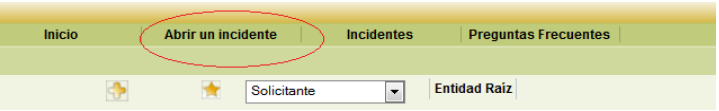 Inicio Abrir un incidente Incidentes Preguntas Frecuentes
Solicitante Entidad Raíz